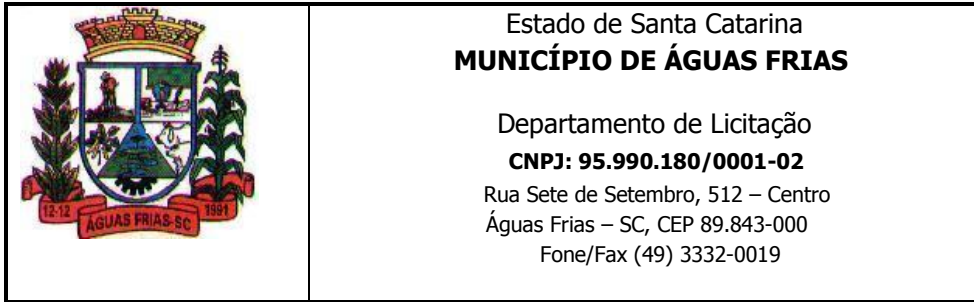 12-12
ÁGUAS FRIAS-SC
1991
Estado de Santa Catarina
MUNICÍPIO DE ÁGUAS FRIAS
Departamento de Licitação
CNPJ: 95.990.180/0001-02
Rua Sete de Setembro, 512 – Centro
Águas Frias – SC, CEP 89.843-000
Fone/Fax (49) 3332-0019